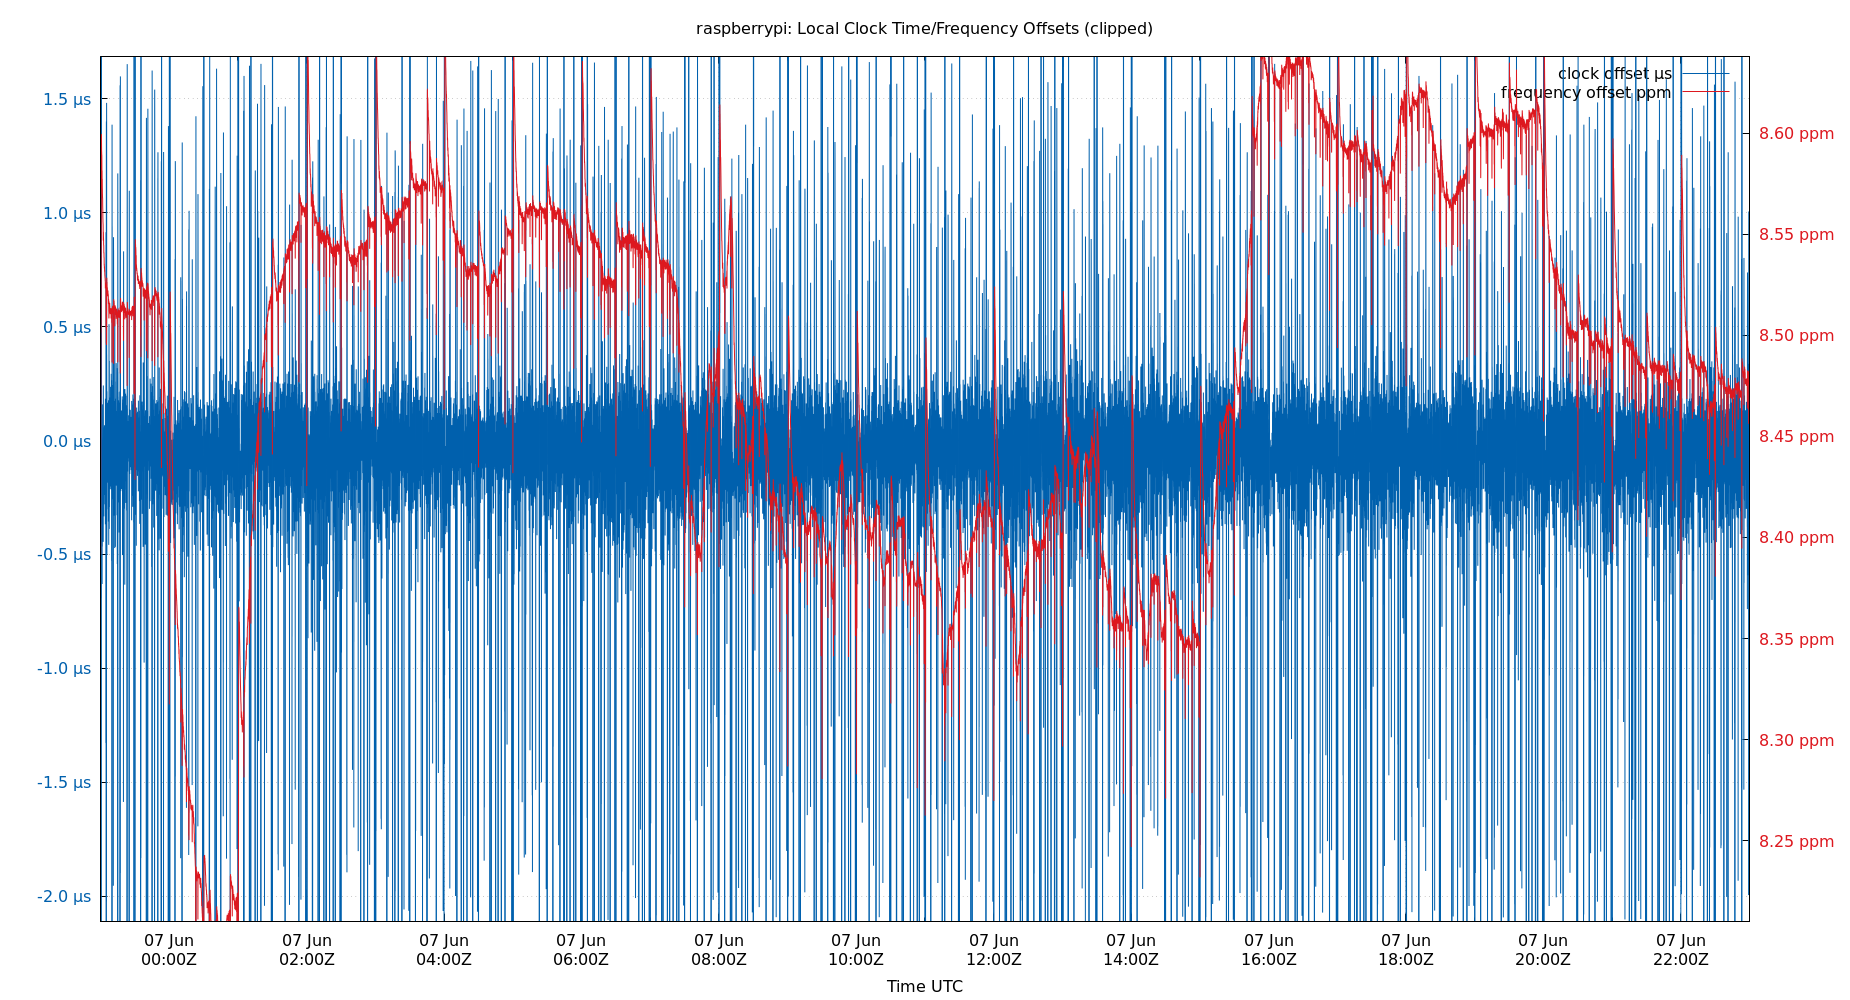 raspberrypi: Local Clock Time/Frequency Offsets (clipped)
clock offset µs
frequency offset ppm
1.5 µs
1.0 µs
0.5 µs
0.0 µs
-0.5 µs
-1.0 µs
-1.5 µs
-2.0 µs
8.60 ppm
8.55 ppm
8.50 ppm
8.45 ppm
8.40 ppm
8.35 ppm
8.30 ppm
8.25 ppm
07 Jun 07 Jun 07 Jun 07 Jun 07 Jun 07 Jun 07 Jun 07 Jun 07 Jun 07 Jun 07 Jun 07 Jun
00:00Z 02:00Z 04:00Z 06:00Z 08:00Z 10:00Z 12:00Z 14:00Z 16:00Z 18:00Z 20:00Z 22:00Z
Time UTC